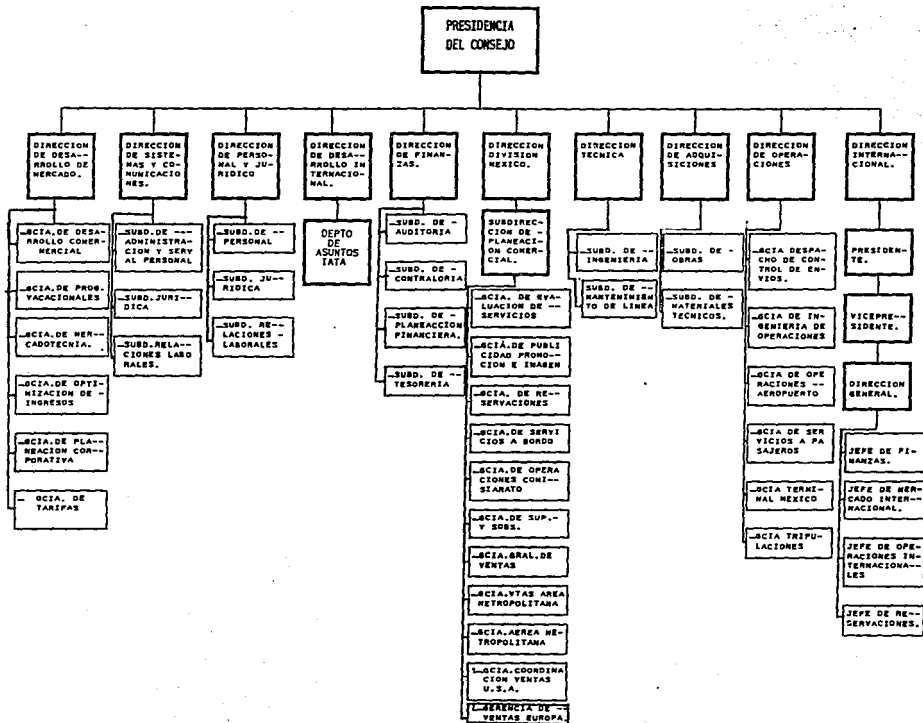 PRESIDENCIA
DEL CONSEJO
DIRECCION
DE DESA--
RROLLO DE
MERCADO.
DIRECCION
DE SISTE-
MAS Y CO-
MUNICACIO-
NES.
DIRECCION
DE PERSO-
NAL Y JU-
RIDICO
DIRECCION
DE DESA--
RROLLO IN-
TERNACIO-
NAL.
DIRECCION
DE FINAN-
ZAS.
DIRECCION
DIVISION
MEXICO.
DIRECCION
TECNICA
DIRECCION
DE ADQUI-
SICIONES
DIRECCION
DE OPERA-
CIONES
DIRECCION
INTERNA--
CIONAL.
GCIA.DE DESA-
RROLLO COMER-
MERCIAL
GCIA.DE PROG.
VACACIONALES
GCIA.DE MER--
CADOTECNIA.
GCIA.DE OPTI-
MIZACION DE -
INGRESOS
GCIA.DE PLA--
NEACION COR--
PORATIVA
GCIA. DE
TARIFAS
SUBD.DE ---
ADMINISTRA-
CION Y SERV.
AL PERSONAL
SUBD.JURI--
DICA
SUBD.RELA--
CIONES LABO
RALES.
SUBD.DE --
PERSONAL
SUBD. JU--
RIDICA
SUBD. RE--
LACIONES -
LABORALES
DEPTO
DE
ASUNTOS
IATA
SUBD. DE -
AUDITORIA
SUBD. DE -
CONTRALORIA
SUBD. DE -
PLANEACCION
FINANCIERA.
SUBD. DE --
TESORERIA
SUBDIREC-
CION DE -
PLANEACI-
ON COMER-
CIAL.
GCIA. DE EVA-
LUACION DE --
SERVICIOS
GCIA.DE PUBLI
CIDAD PROMO--
CION E IMAGEN
GCIA. DE RE--
SERVACIONES
GCIA.DE SERVI
CIOS A BORDO
GCIA.DE OPERA
CIONES COMI--
SIARATO
GCIA.DE SUP.-
Y SOBS.
GCIA.GRAL.DE
VENTAS
GCIA.VTAS AREA
METROPOLITANA
GCIA.AEREA ME-
TROPOLITANA
GCIA.COORDINA
CION VENTAS
U.S.A.
GERENCIA DE --
VENTAS EUROPA.
SUBD. DE --
INGENIERIA
SUBD. DE --
MANTENIMIEN
TO DE LINEA
SUBD. DE -
OBRAS
SUBD. DE -
MATERIALES
TECNICOS.
GCIA DESPA
CHO DE CON
TROL DE EN
VIOS.
GCIA DE IN-
GENIERIA DE
OPERACIONES
GCIA DE OPE
RACIONES --
AEROPUERTO
GCIA DE SER
VICIOS A PA
SAJEROS
GCIA TERMI-
NAL MEXICO
GCIA TRIPU-
LACIONES
PRESIDEN-
TE.
VICEPRE--
SIDENTE.
DIRECCION
GENERAL.
JEFE DE FI-
NANZAS.
JEFE DE MER-
CADO INTER--
NACIONAL.
JEFE DE OPE-
RACIONES IN-
TERNACIONA--
LES
JEFE DE RE--
SERVACIONES.